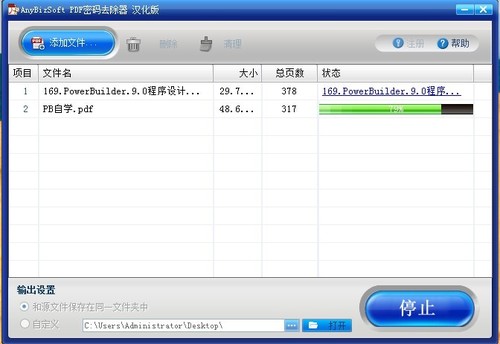 AnyBizSoft PDF密码去除器 汉化版
添加文件... 删除 清理 注册 帮助
项目 文件名 大小 总页数 状态
1 169.PowerBuilder.9.0程序设计... 29.7... 378 169.PowerBuilder.9.0程序...
2 PB自学.pdf 48.6... 317
输出设置
和源文件保存在同一文件夹中
自定义 C:\Users\Administrator\Desktop\ ... 打开
停止